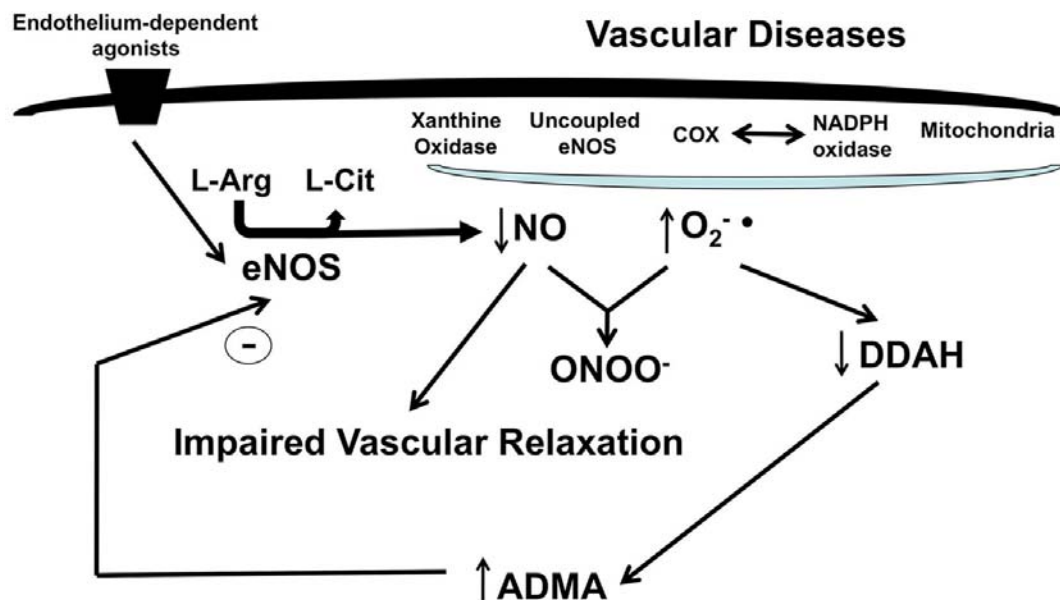 Endothelium-dependent
agonists
Vascular Diseases
Xanthine
Oxidase
Uncoupled
eNOS
COX
NADPH
oxidase
Mitochondria
L-Arg
L-Cit
↓NO
↑O₂⁻ •
eNOS
−
ONOO⁻
↓DDAH
Impaired Vascular Relaxation
↑ADMA